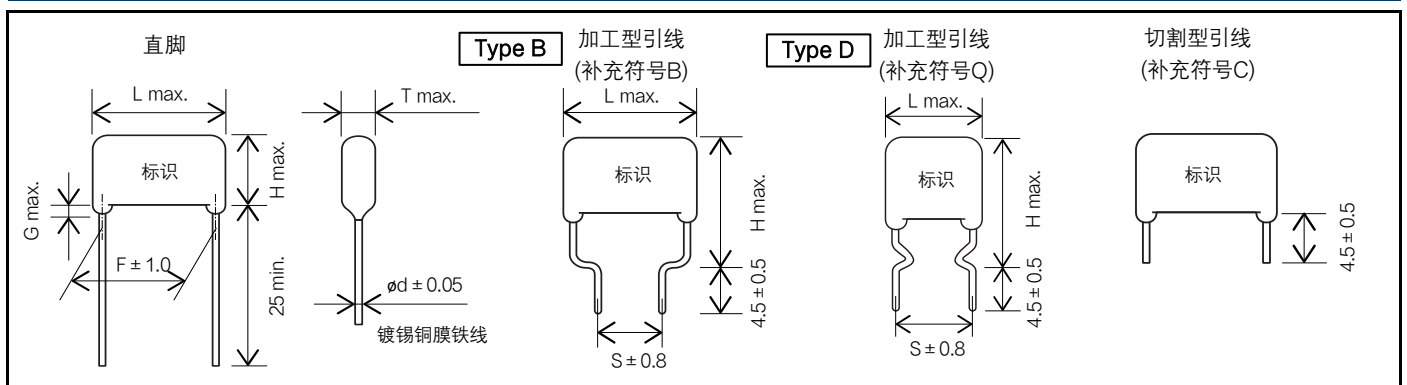 直脚
L max.
标识
H max.
G max.
F ± 1.0
25 min.
T max.
ød ± 0.05
镀锡铜膜铁线
Type B
加工型引线
(补充符号B)
L max.
标识
H max.
4.5 ± 0.5
S ± 0.8
Type D
加工型引线
(补充符号Q)
L max.
标识
H max.
4.5 ± 0.5
S ± 0.8
切割型引线
(补充符号C)
标识
4.5 ± 0.5